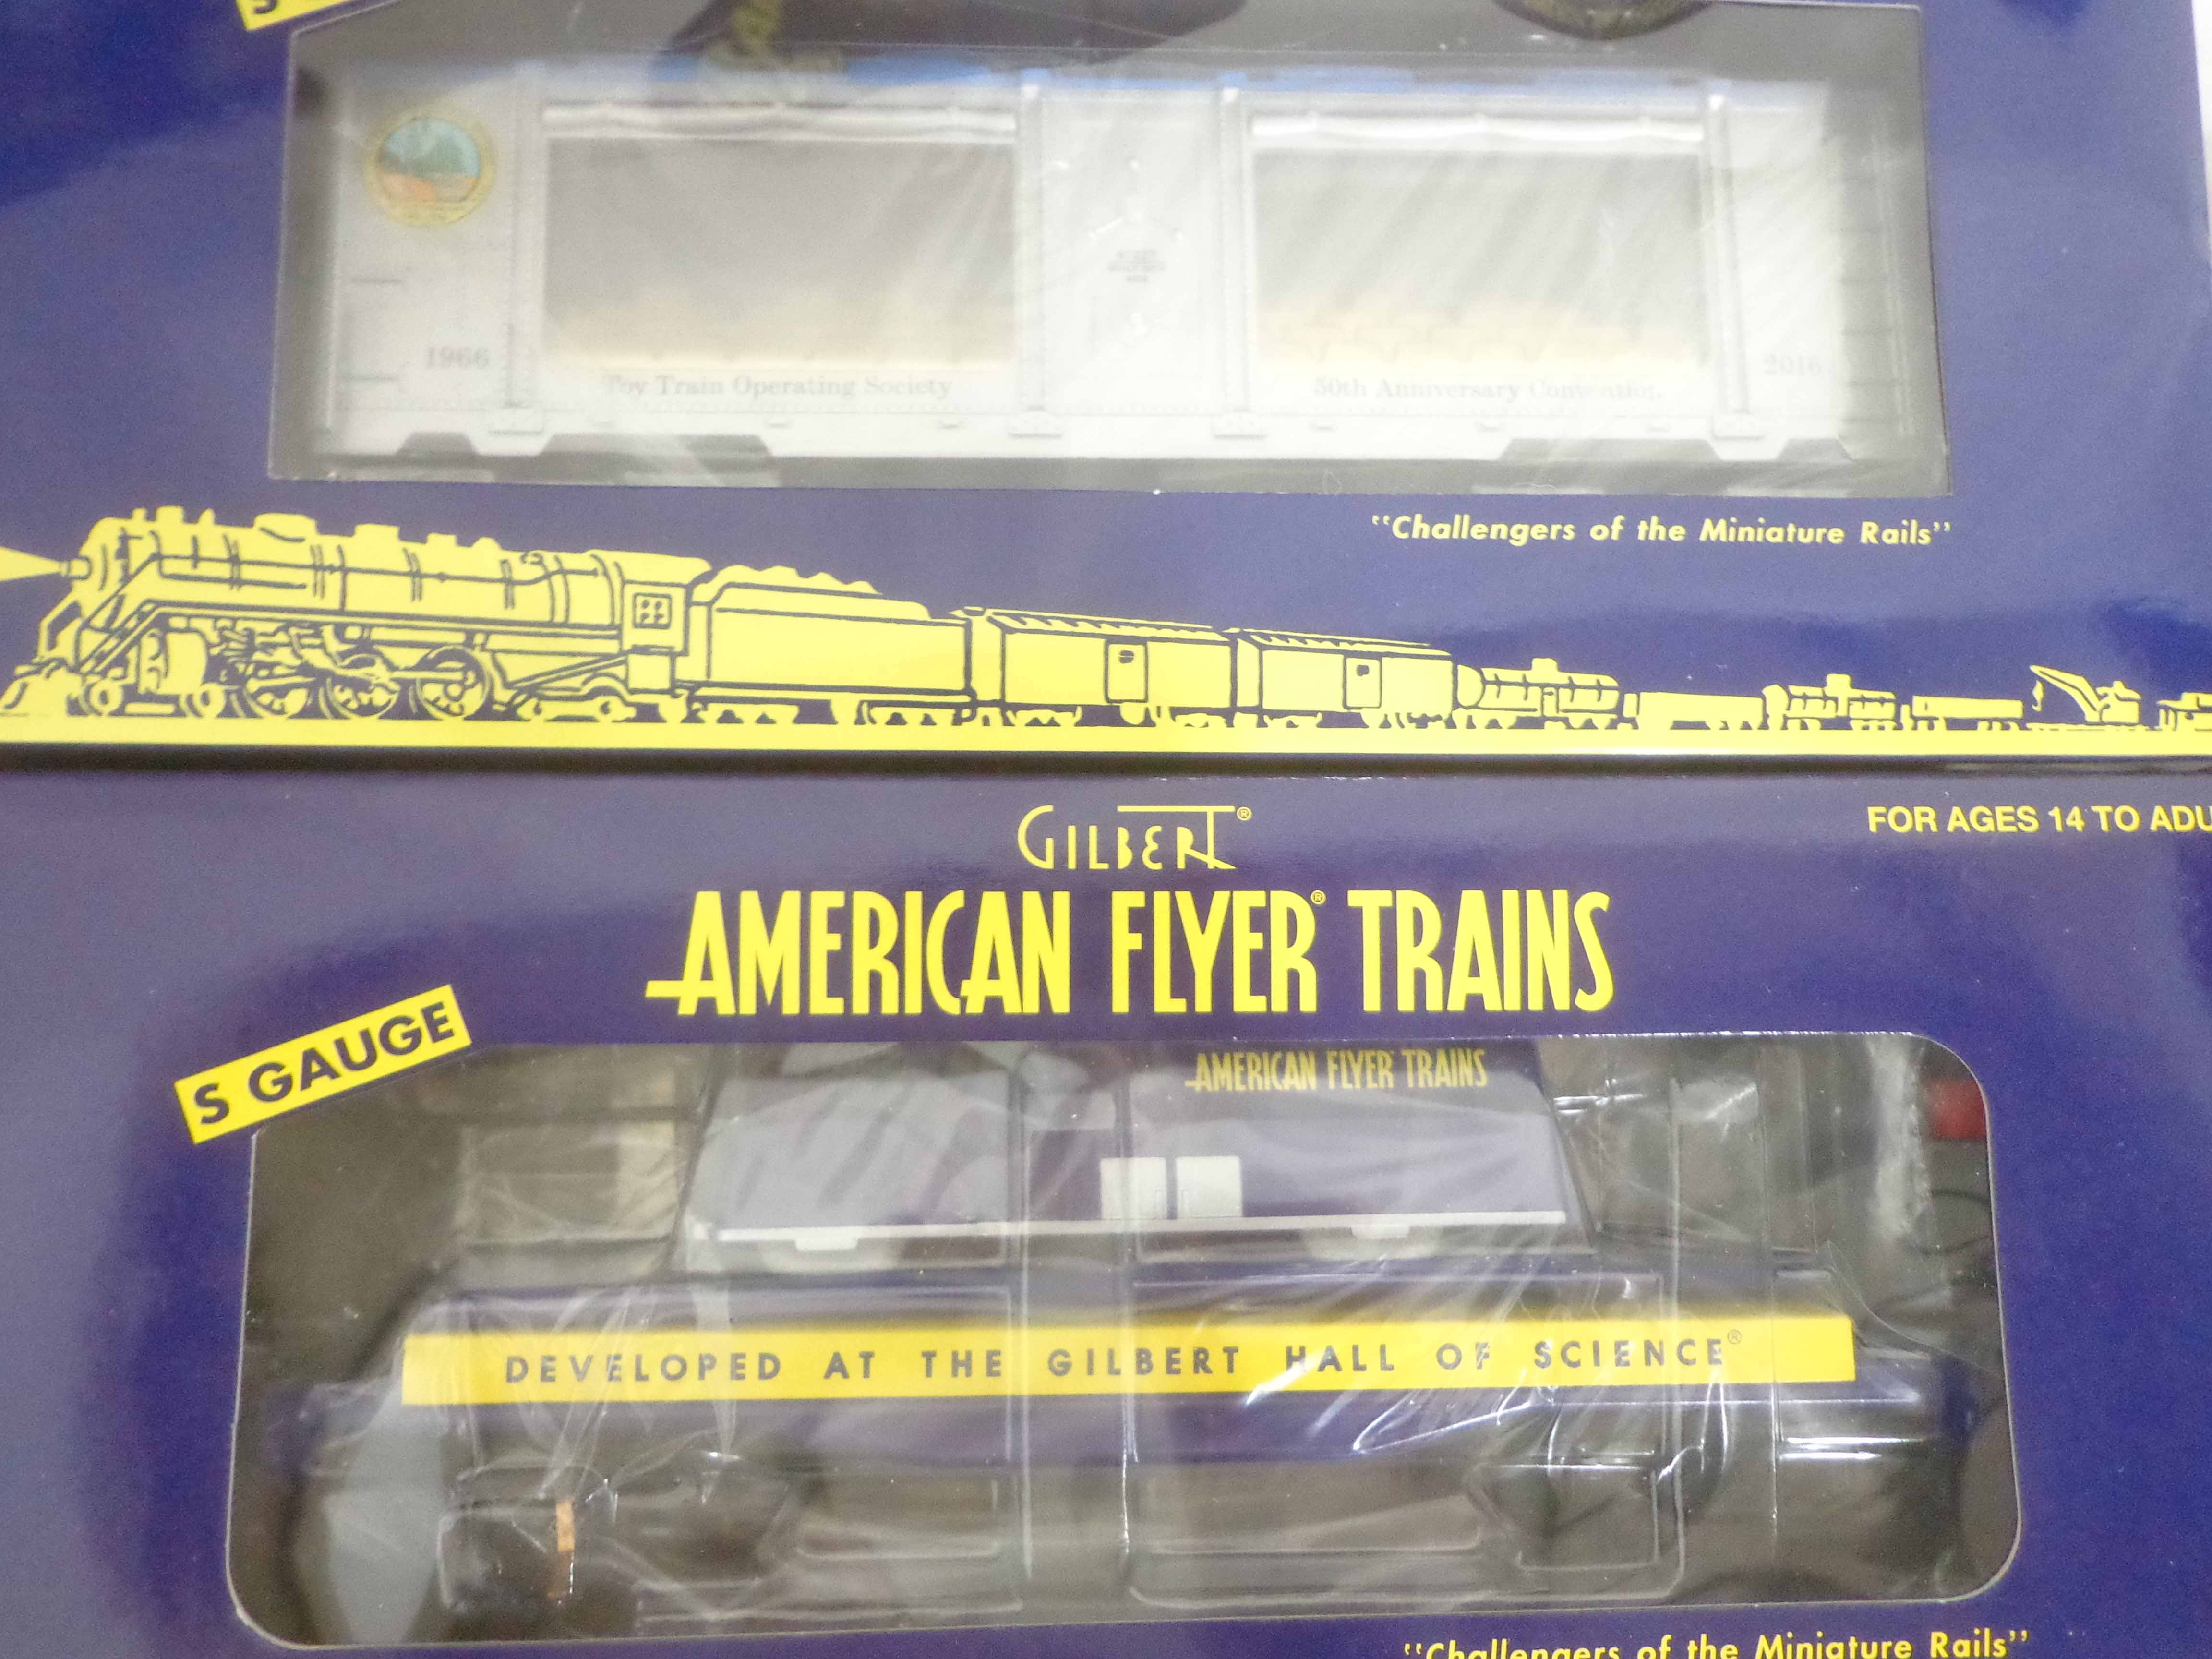 1966
2016
Toy Train Operating Society
50th Anniversary Convention
"Challengers of the Miniature Rails"
GILBERT®
FOR AGES 14 TO ADU
AMERICAN FLYER® TRAINS
S GAUGE
AMERICAN FLYER TRAINS
DEVELOPED AT THE GILBERT HALL OF SCIENCE®
"Challengers of the Miniature Rails"